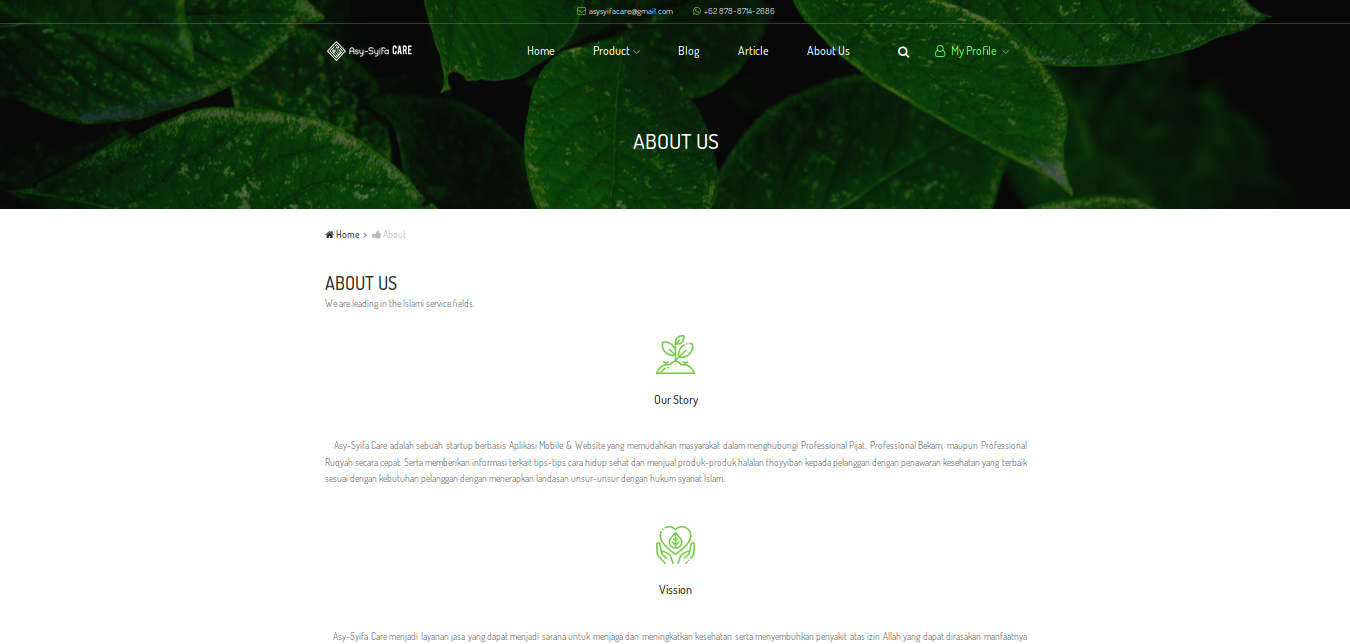 asysyifacare@gmail.com +62 878-8714-2686
Asy-Syifa CARE Home Product Blog Article About Us My Profile
ABOUT US
Home > About
ABOUT US
We are leading in the Islami service fields.
Our Story
Asy-Syifa Care adalah sebuah startup berbasis Aplikasi Mobile & Website yang memudahkan masyarakat dalam menghubungi Professional Pijat, Professional Bekam, maupun Professional
Ruqyah secara cepat. Serta memberikan informasi terkait tips-tips cara hidup sehat dan menjual produk-produk halalan thoyyiban kepada pelanggan dengan penawaran kesehatan yang terbaik
sesuai dengan kebutuhan pelanggan dengan menerapkan landasan unsur-unsur dengan hukum syariat Islam.
Vission
Asy-Syifa Care menjadi layanan jasa yang dapat menjadi sarana untuk menjaga dan meningkatkan kesehatan serta menyembuhkan penyakit atas izin Allah yang dapat dirasakan manfaatnya